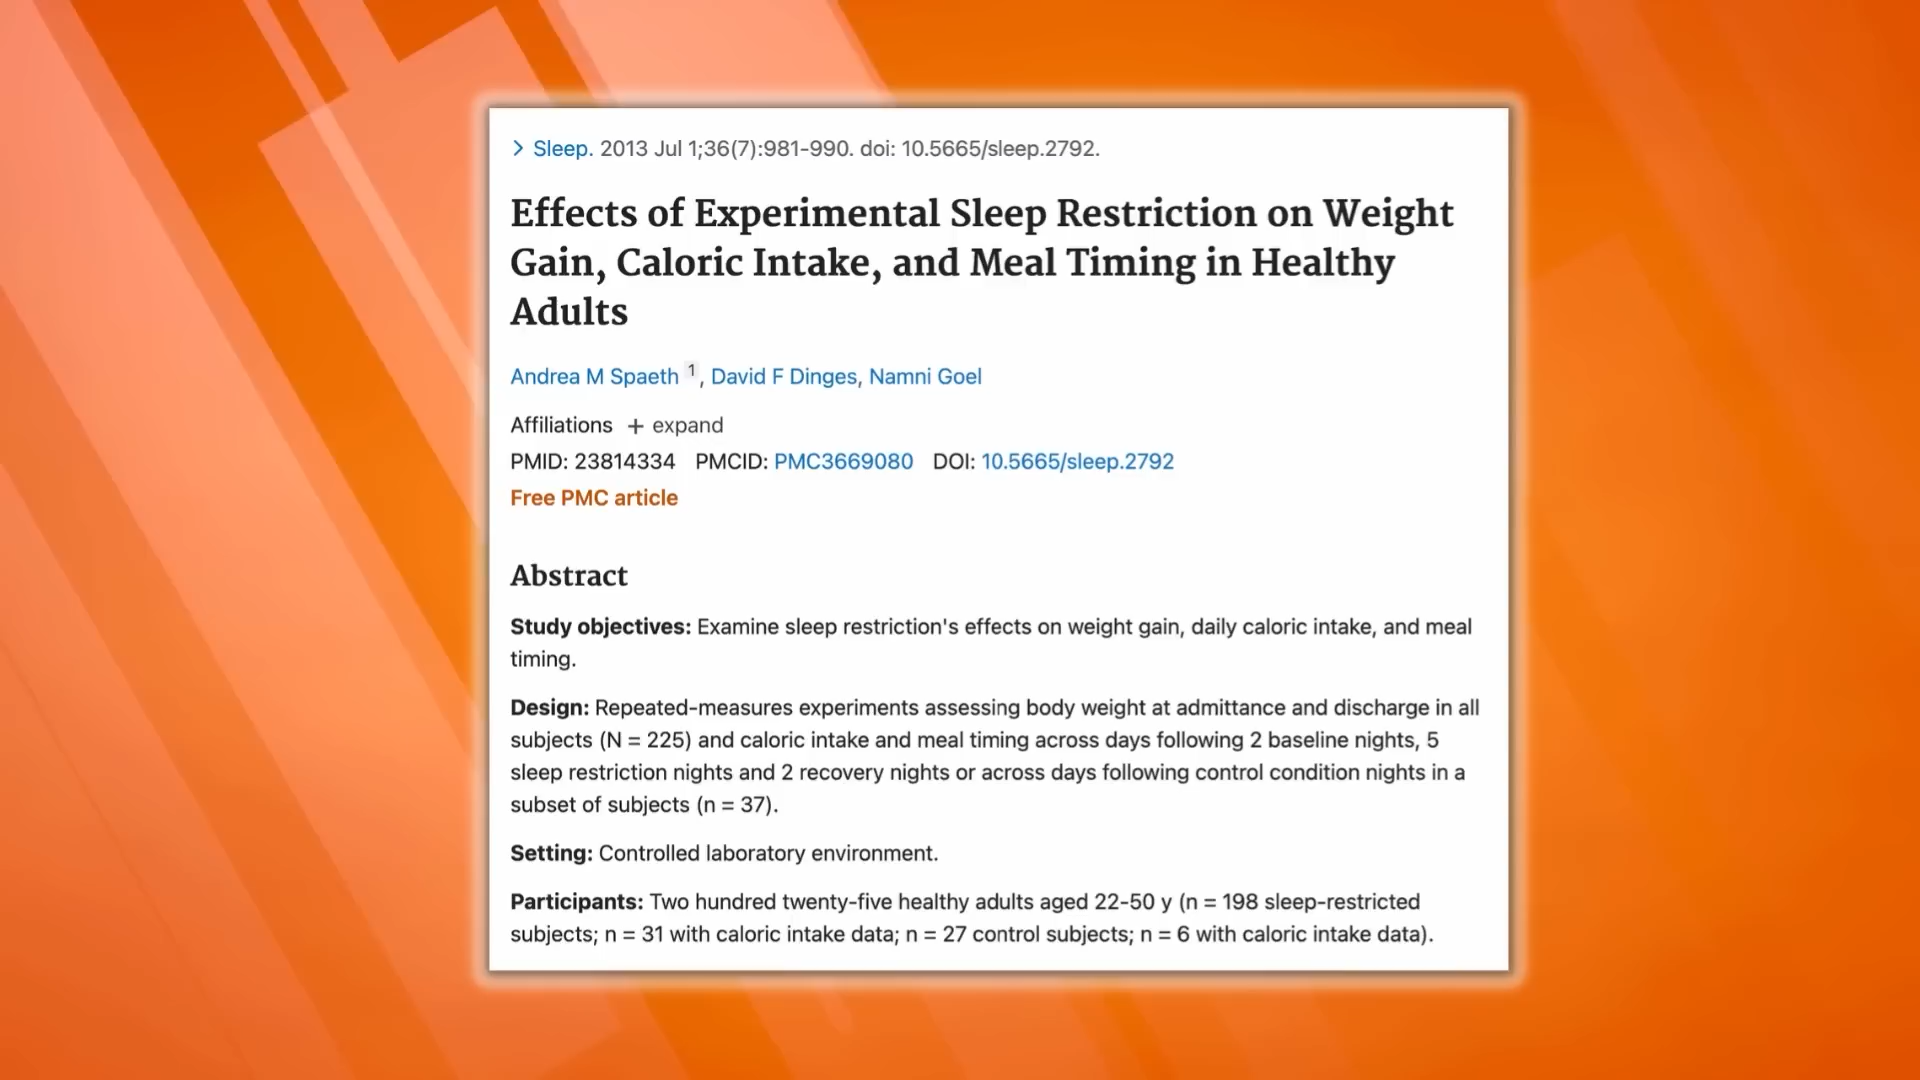 > Sleep. 2013 Jul 1;36(7):981-990. doi: 10.5665/sleep.2792.
Effects of Experimental Sleep Restriction on Weight
Gain, Caloric Intake, and Meal Timing in Healthy
Adults
Andrea M Spaeth 1, David F Dinges, Namni Goel
Affiliations + expand
PMID: 23814334 PMCID: PMC3669080 DOI: 10.5665/sleep.2792
Free PMC article
Abstract
Study objectives: Examine sleep restriction's effects on weight gain, daily caloric intake, and meal
timing.
Design: Repeated-measures experiments assessing body weight at admittance and discharge in all
subjects (N = 225) and caloric intake and meal timing across days following 2 baseline nights, 5
sleep restriction nights and 2 recovery nights or across days following control condition nights in a
subset of subjects (n = 37).
Setting: Controlled laboratory environment.
Participants: Two hundred twenty-five healthy adults aged 22-50 y (n = 198 sleep-restricted
subjects; n = 31 with caloric intake data; n = 27 control subjects; n = 6 with caloric intake data).